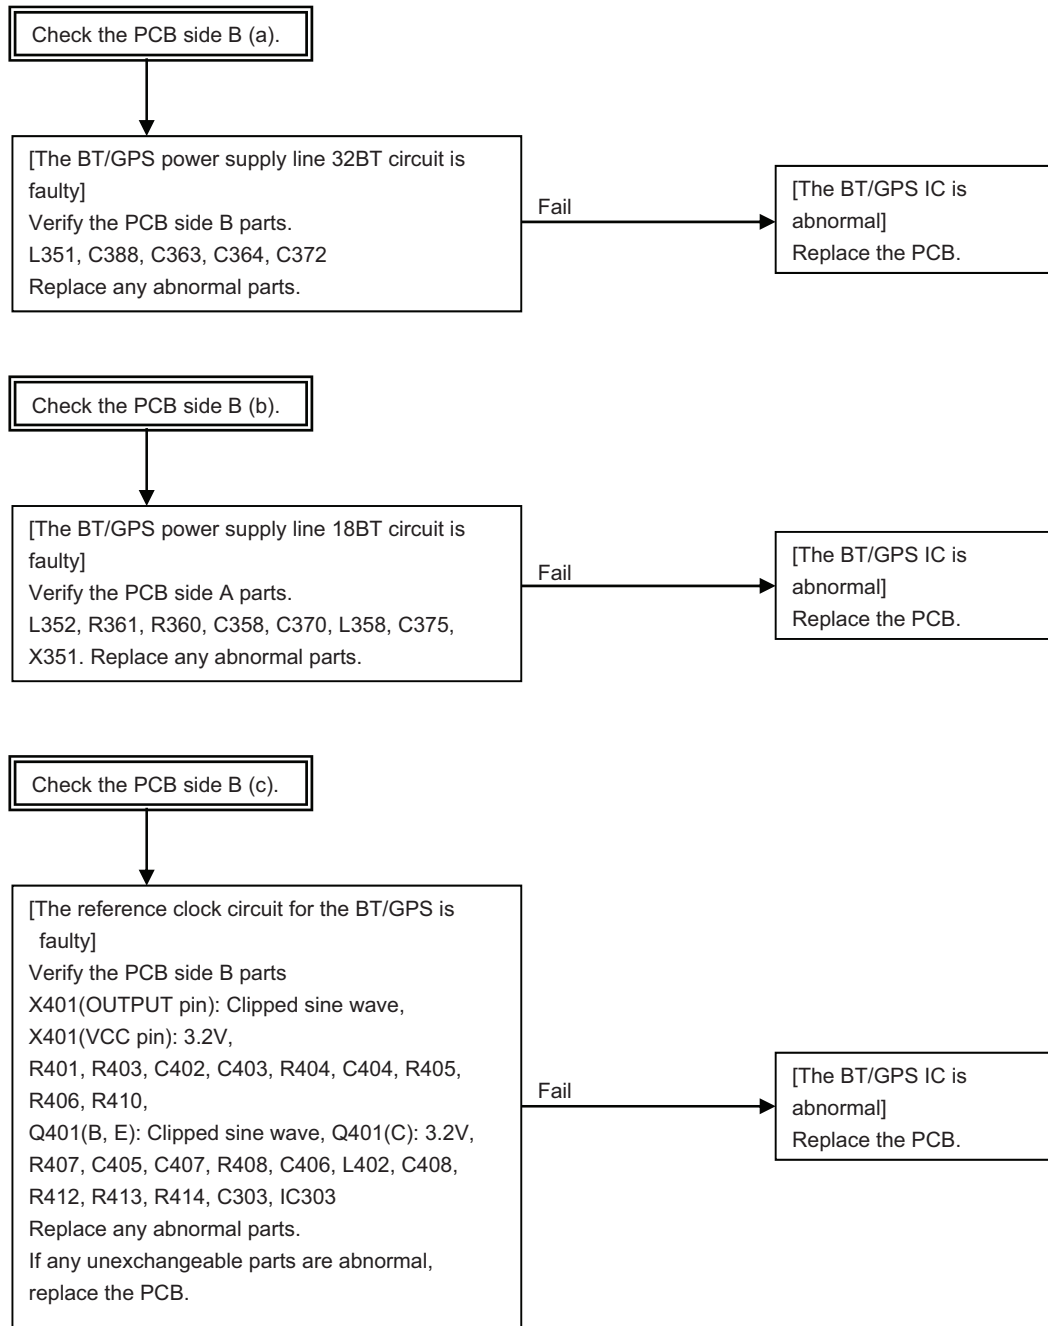 Check the PCB side B (a).
[The BT/GPS power supply line 32BT circuit is
faulty]
Verify the PCB side B parts.
L351, C388, C363, C364, C372
Replace any abnormal parts.
Fail
[The BT/GPS IC is
abnormal]
Replace the PCB.
Check the PCB side B (b).
[The BT/GPS power supply line 18BT circuit is
faulty]
Verify the PCB side A parts.
L352, R361, R360, C358, C370, L358, C375,
X351. Replace any abnormal parts.
Fail
[The BT/GPS IC is
abnormal]
Replace the PCB.
Check the PCB side B (c).
[The reference clock circuit for the BT/GPS is
faulty]
Verify the PCB side B parts
X401(OUTPUT pin): Clipped sine wave,
X401(VCC pin): 3.2V,
R401, R403, C402, C403, R404, C404, R405,
R406, R410,
Q401(B, E): Clipped sine wave, Q401(C): 3.2V,
R407, C405, C407, R408, C406, L402, C408,
R412, R413, R414, C303, IC303
Replace any abnormal parts.
If any unexchangeable parts are abnormal,
replace the PCB.
Fail
[The BT/GPS IC is
abnormal]
Replace the PCB.